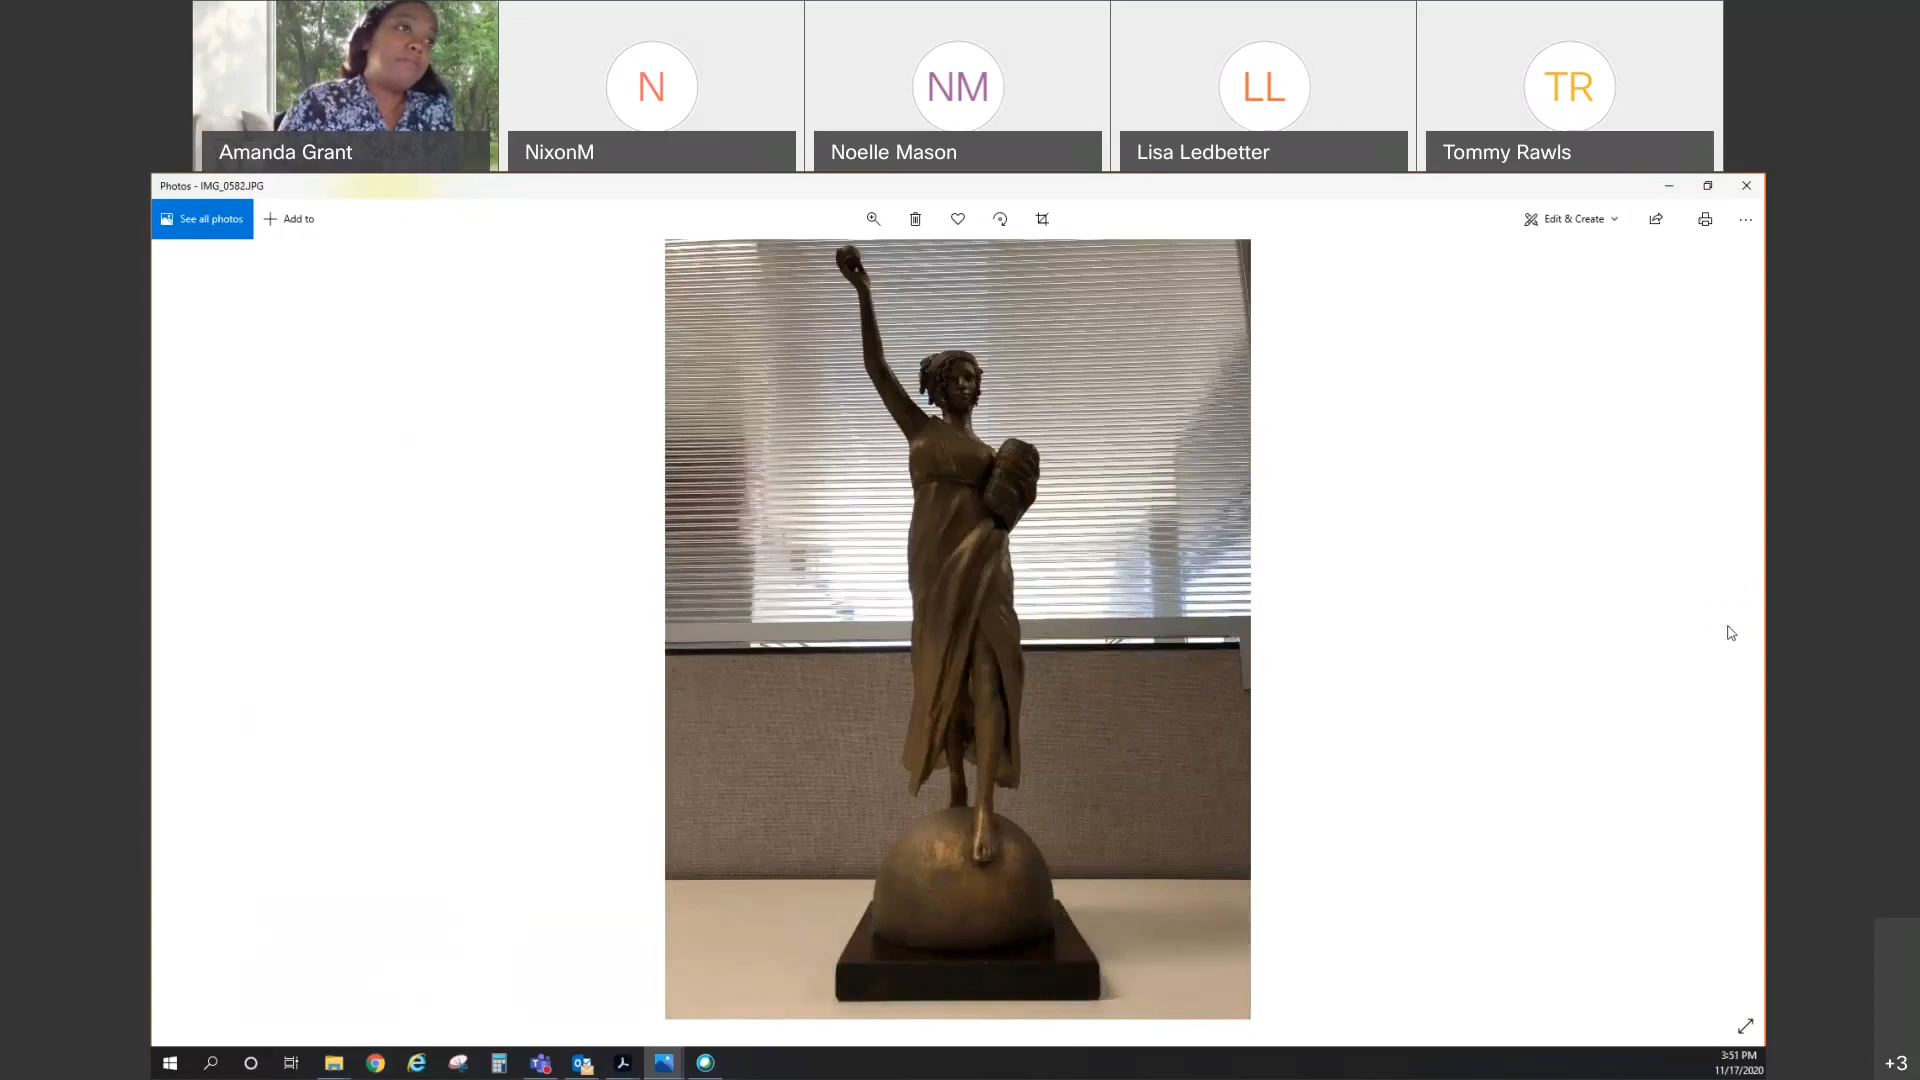 N
NM
LL
TR
Amanda Grant
NixonM
Noelle Mason
Lisa Ledbetter
Tommy Rawls
Photos - IMG_0582.JPG
See all photos
Add to
Edit & Create
3:51 PM
11/17/2020
+3